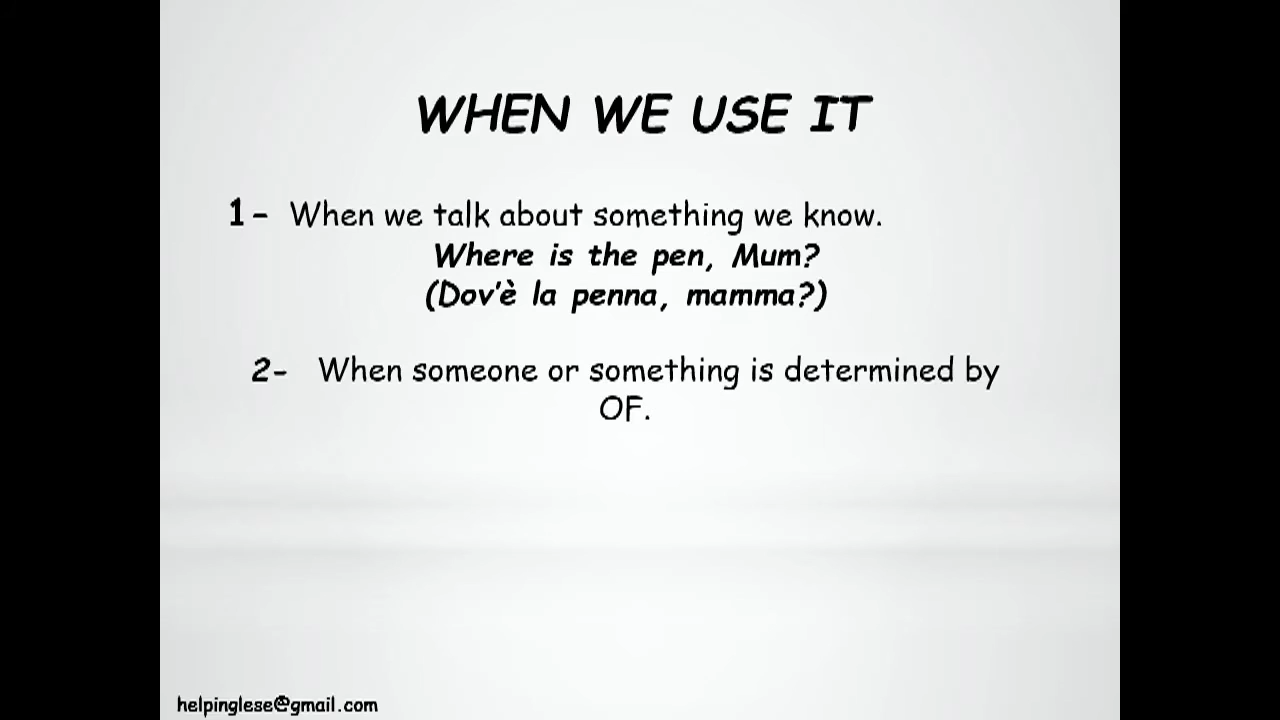 WHEN WE USE IT
1- When we talk about something we know.
Where is the pen, Mum?
(Dov'è la penna, mamma?)
2- When someone or something is determined by
OF.
helpinglese@gmail.com